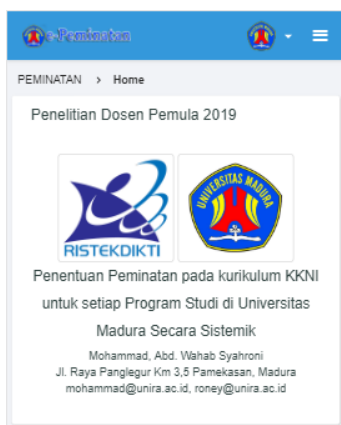 e-Peminatan
PEMINATAN > Home
Penelitian Dosen Pemula 2019
RISTEKDIKTI
UNIVERSITAS MADURA
Penentuan Peminatan pada kurikulum KKNI
untuk setiap Program Studi di Universitas
Madura Secara Sistemik
Mohammad, Abd. Wahab Syahroni
Jl. Raya Panglegur Km 3,5 Pamekasan, Madura
mohammad@unira.ac.id, roney@unira.ac.id